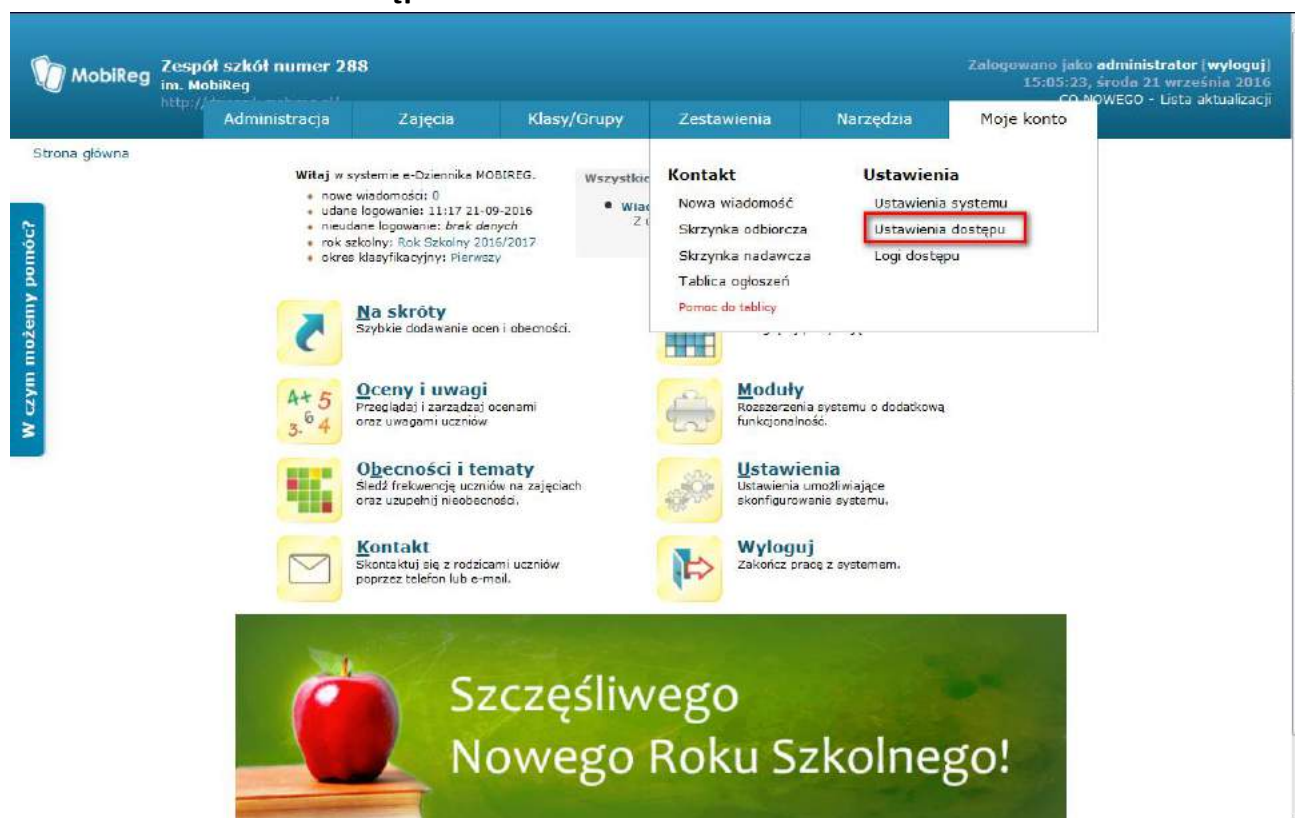 MobiReg
Zespół szkół numer 288
im. MobiReg
Zalogowano jako administrator [wyloguj]
15:05:23, środa 21 września 2016
CO NOWEGO - Lista aktualizacji
Administracja Zajęcia Klasy/Grupy Zestawienia Narzędzia Moje konto
Strona główna
W czym możemy pomóc?
Witaj w systemie e-Dziennika MOBIREG.
nowe wiadomości: 0
udane logowanie: 11:17 21-09-2016
nieudane logowanie: brak danych
rok szkolny: Rok Szkolny 2016/2017
okres klasyfikacyjny: Pierwszy
Kontakt
Nowa wiadomość
Skrzynka odbiorcza
Skrzynka nadawcza
Tablica ogłoszeń
Pomoc do tablicy
Ustawienia
Ustawienia systemu
Ustawienia dostępu
Logi dostępu
Na skróty
Szybkie dodawanie ocen i obecności.
Oceny i uwagi
Przeglądaj i zarządzaj ocenami
oraz uwagami uczniów
Moduły
Rozszerzenia systemu o dodatkową
funkcjonalność.
Obecności i tematy
Śledź frekwencję uczniów na zajęciach
oraz uzupełnij nieobecności.
Ustawienia
Ustawienia umożliwiające
skonfigurowanie systemu.
Kontakt
Skontaktuj się z rodzicami uczniów
poprzez telefon lub e-mail.
Wyloguj
Zakończ pracę z systemem.
Szczęśliwego
Nowego Roku Szkolnego!